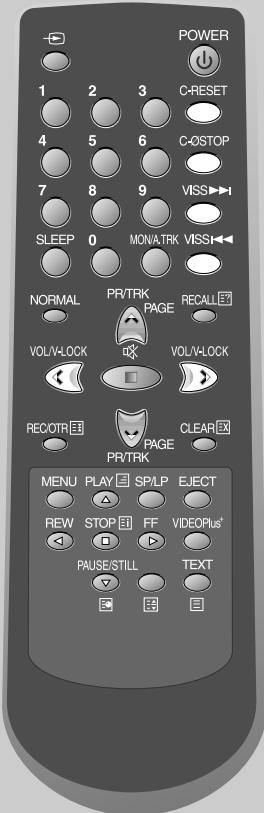 POWER
1 2 3 C-RESET
4 5 6 C-ØSTOP
7 8 9 VISS
SLEEP 0 MON/A.TRK VISS
NORMAL PR/TRK RECALL
PAGE
VOL/V-LOCK VOL/V-LOCK
REC/OTR CLEAR
PAGE
PR/TRK
MENU PLAY SP/LP EJECT
REW STOP FF VIDEOPlus+
PAUSE/STILL TEXT